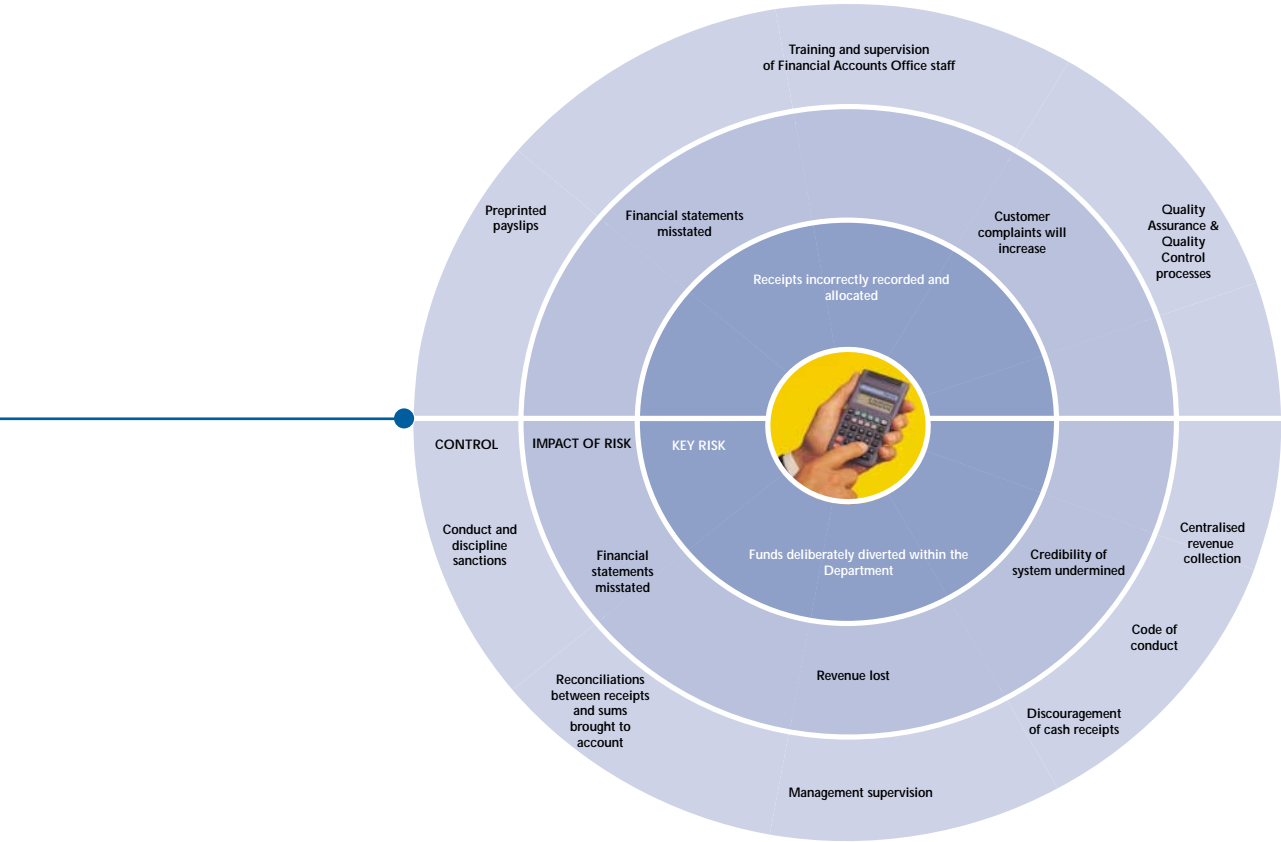 Training and supervision
of Financial Accounts Office staff
Preprinted
payslips
Financial statements
misstated
Customer
complaints will
increase
Quality
Assurance &
Quality
Control
processes
Receipts incorrectly recorded and
allocated
CONTROL
IMPACT OF RISK
KEY RISK
Conduct and
discipline
sanctions
Financial
statements
misstated
Funds deliberately diverted within the
Department
Credibility of
system undermined
Centralised
revenue
collection
Code of
conduct
Revenue lost
Reconciliations
between receipts
and sums
brought to
account
Discouragement
of cash receipts
Management supervision